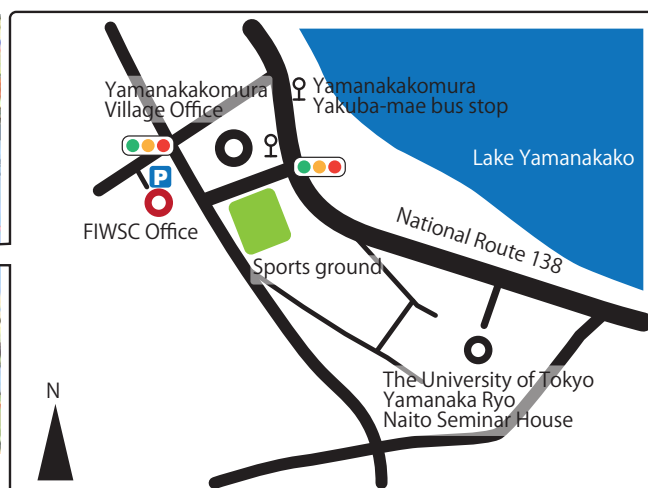 Yamanakakomura
Village Office
Yamanakakomura
Yakuba-mae bus stop
Lake Yamanakako
P
FIWSC Office
National Route 138
Sports ground
The University of Tokyo
Yamanaka Ryo
Naito Seminar House
N